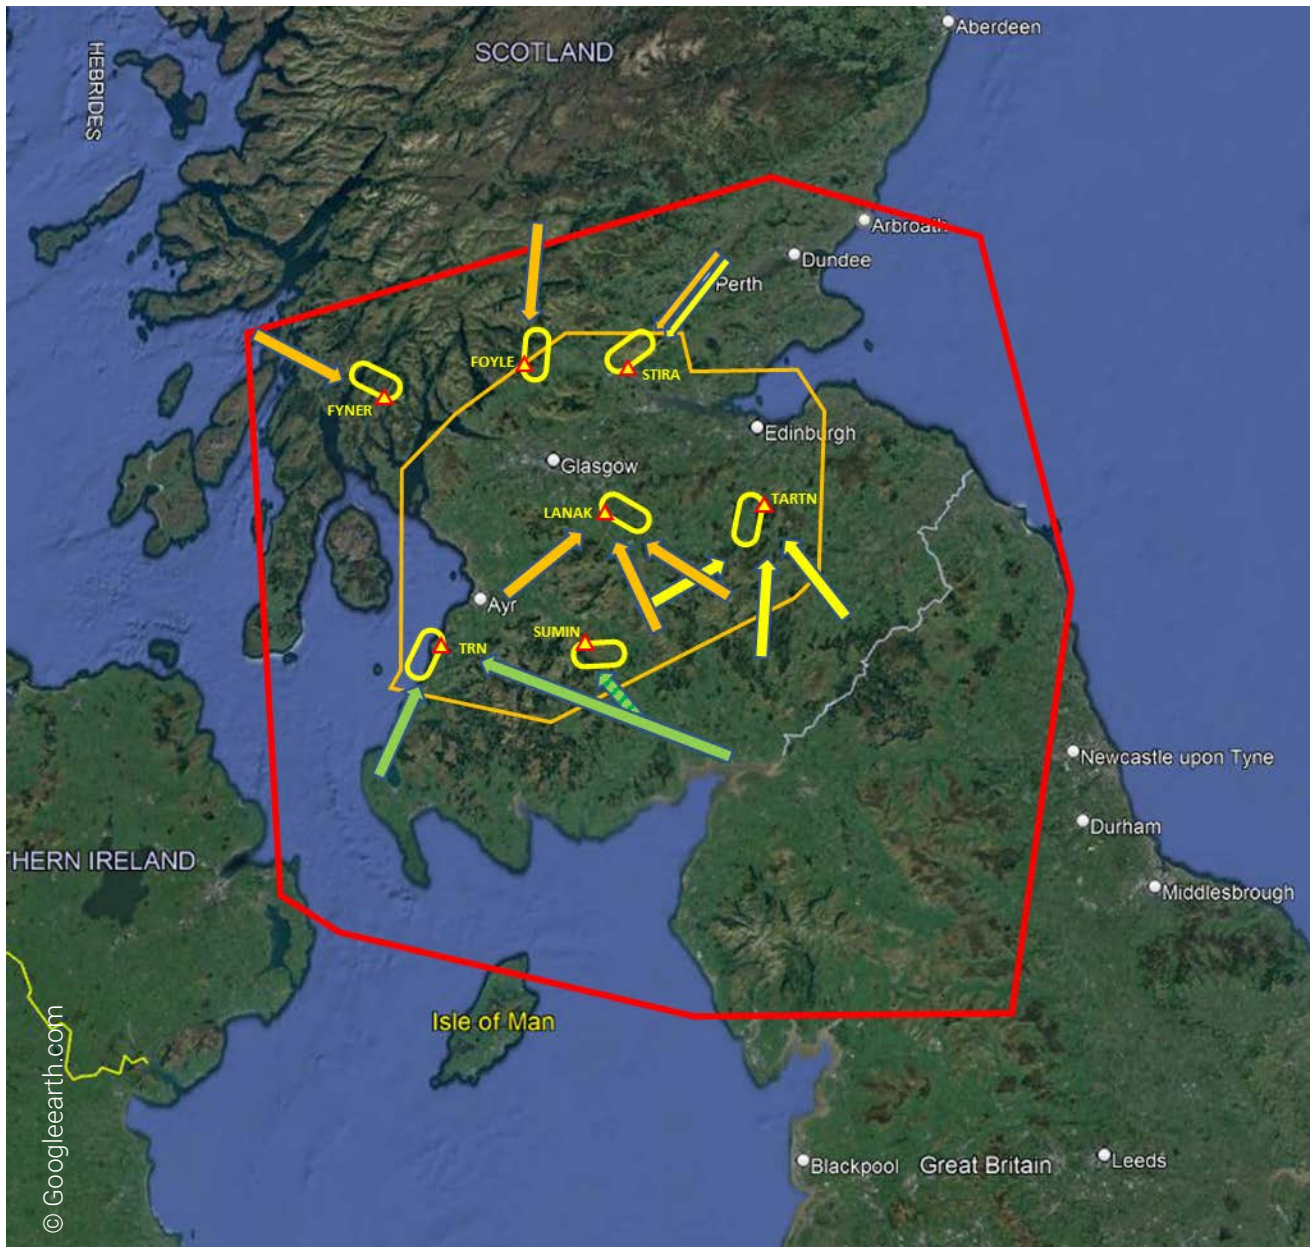 Aberdeen
SCOTLAND
HEBRIDES
Arbroath
Dundee
Perth
FOYLE
STIRA
FYNER
Edinburgh
Glasgow
TARTN
LANAK
Ayr
SUMIN
TRN
Newcastle upon Tyne
Durham
THERN IRELAND
Middlesbrough
Isle of Man
© Googleearth.com
Blackpool
Great Britain
Leeds